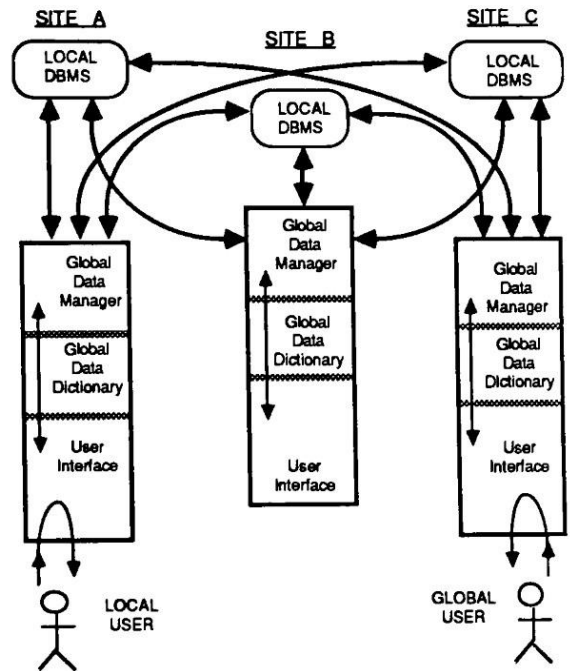 SITE A
SITE B
SITE C
LOCAL
DBMS
LOCAL
DBMS
LOCAL
DBMS
Global
Data
Manager
Global
Data
Dictionary
User
Interface
Global
Data
Manager
Global
Data
Dictionary
User
Interface
Global
Data
Manager
Global
Data
Dictionary
User
Interface
LOCAL
USER
GLOBAL
USER